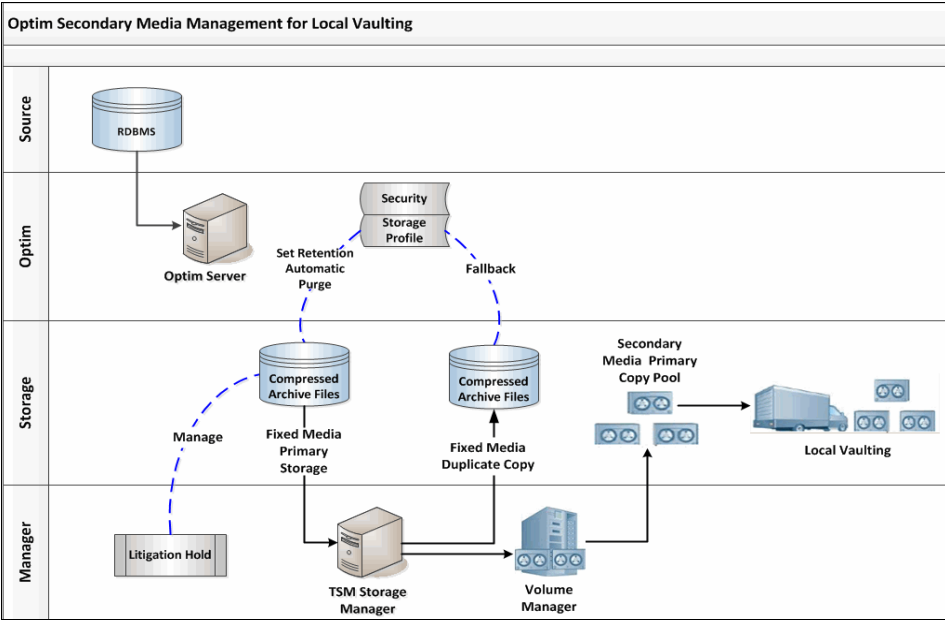 Optim Secondary Media Management for Local Vaulting
Source
RDBMS
Optim
Security
Storage
Profile
Optim Server
Set Retention
Automatic
Purge
Fallback
Storage
Compressed
Archive Files
Compressed
Archive Files
Secondary
Media Primary
Copy Pool
Manage
Fixed Media
Primary
Storage
Fixed Media
Duplicate Copy
Local Vaulting
Manager
Litigation Hold
TSM Storage
Manager
Volume
Manager